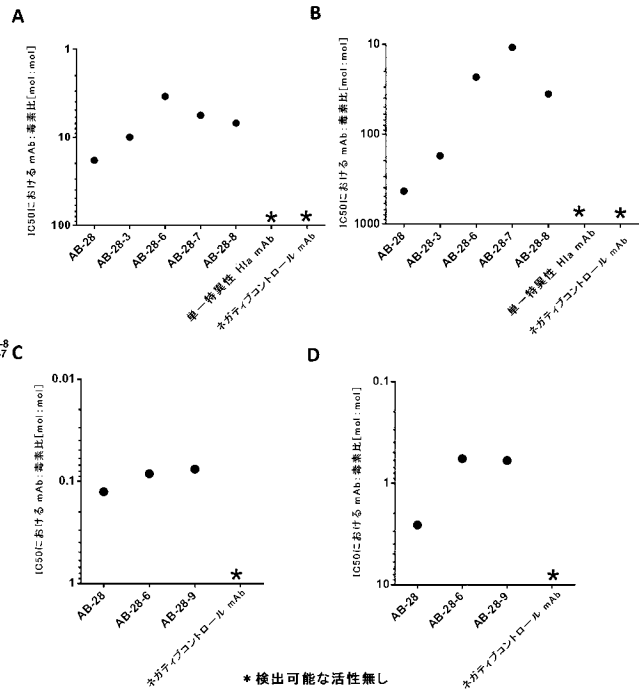 A
IC50における mAb:毒素比[mol:mol]
1
10
100
AB-28
AB-28-3
AB-28-6
AB-28-7
AB-28-8
単一特異性 Hla mAb
ネガティブコントロール mAb
*
*
B
IC50における mAb:毒素比[mol:mol]
10
100
1000
AB-28
AB-28-3
AB-28-6
AB-28-7
AB-28-8
単一特異性 Hla mAb
ネガティブコントロール mAb
*
*
-8
-7
C
IC50における mAb:毒素比[mol:mol]
0.01
0.1
1
AB-28
AB-28-6
AB-28-9
ネガティブコントロール mAb
*
D
IC50における mAb:毒素比[mol:mol]
0.1
1
10
AB-28
AB-28-6
AB-28-9
ネガティブコントロール mAb
*
*検出可能な活性無し